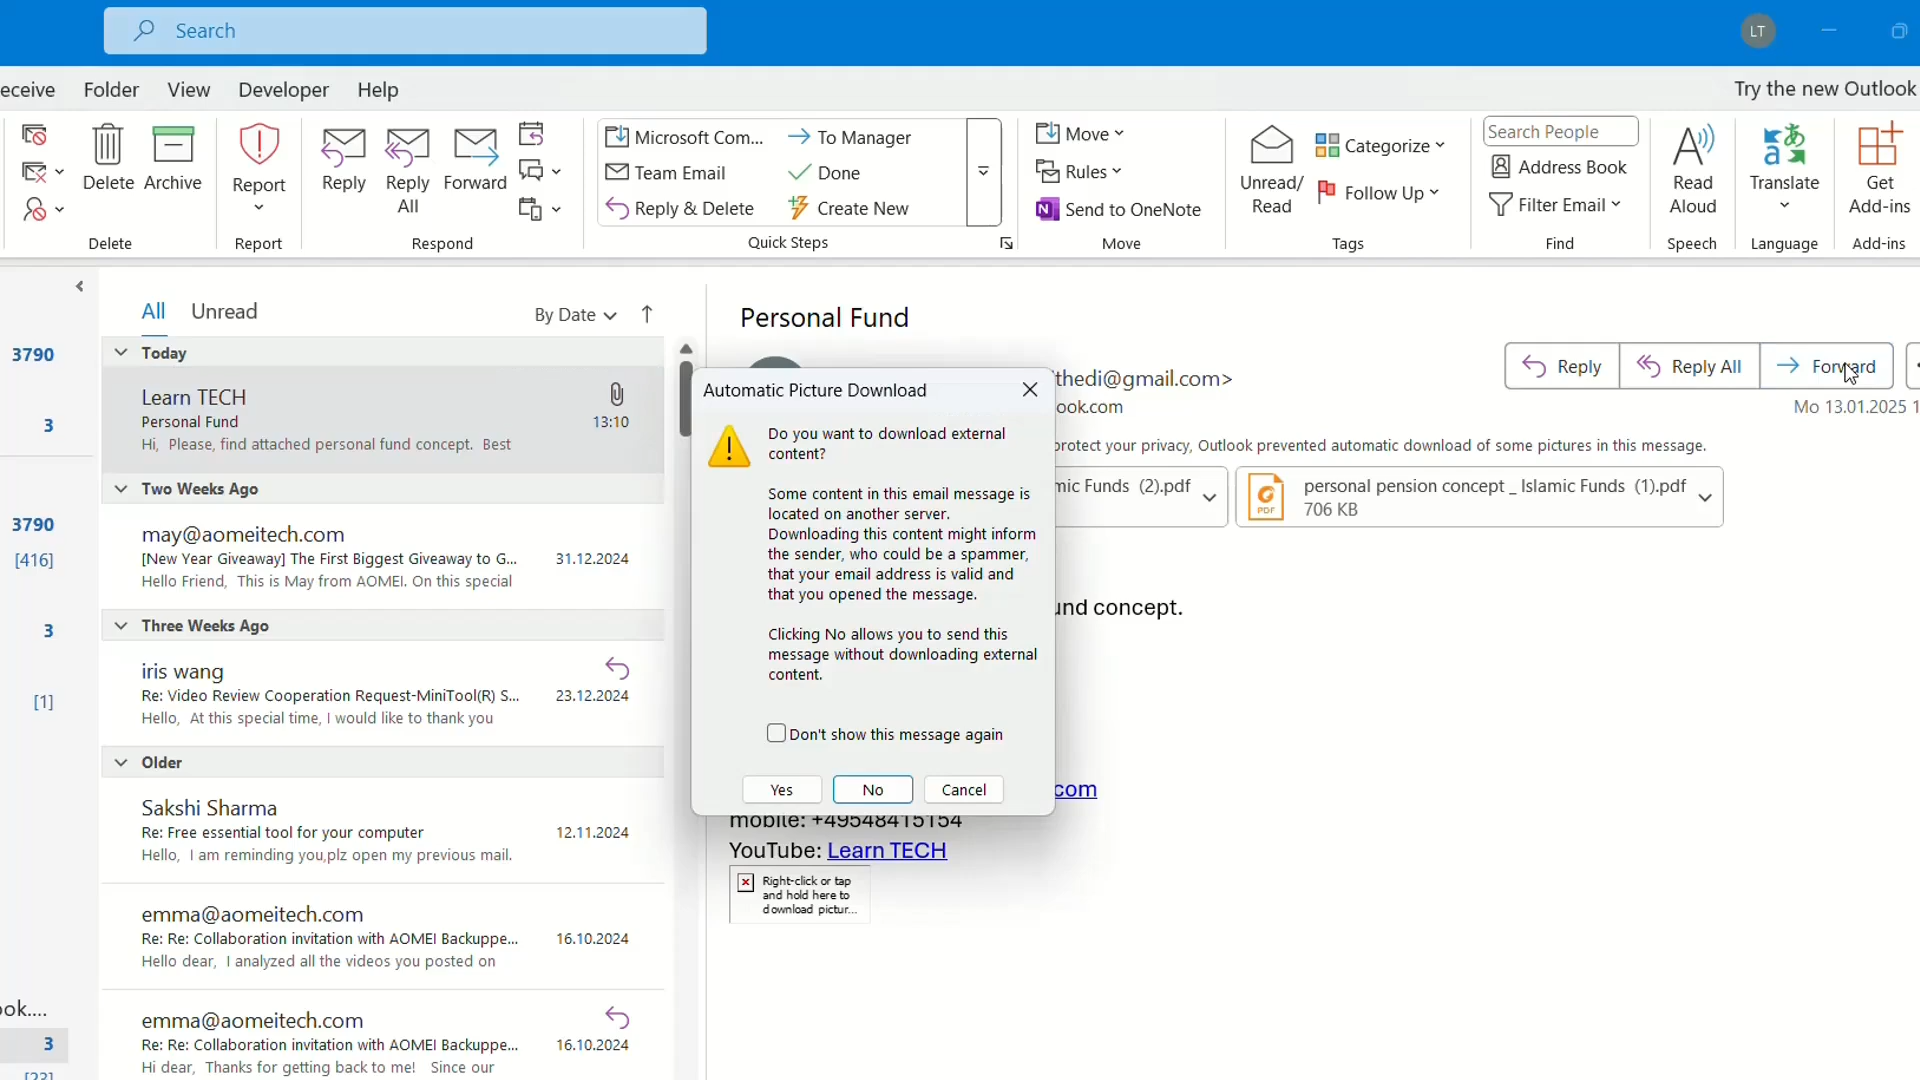 Search
LT
eceive Folder View Developer Help
Try the new Outlook
Delete
Archive
Delete
Report
Report
Reply
Reply All
Forward
Respond
Microsoft Com...
To Manager
Team Email
Done
Reply & Delete
Create New
Quick Steps
Move
Rules
Send to OneNote
Move
Unread/
Read
Categorize
Follow Up
Tags
Search People
Address Book
Filter Email
Find
Read
Aloud
Speech
Translate
Language
Get
Add-ins
Add-ins
3790
3
3790
[416]
3
[1]
ook....
3
[23]
All Unread
By Date
Today
Learn TECH
Personal Fund 13:10
Hi, Please, find attached personal fund concept. Best
Two Weeks Ago
may@aomeitech.com
[New Year Giveaway] The First Biggest Giveaway to G... 31.12.2024
Hello Friend, This is May from AOMEI. On this special
Three Weeks Ago
iris wang
Re: Video Review Cooperation Request-MiniTool(R) S... 23.12.2024
Hello, At this special time, I would like to thank you
Older
Sakshi Sharma
Re: Free essential tool for your computer 12.11.2024
Hello, I am reminding you,plz open my previous mail.
emma@aomeitech.com
Re: Re: Collaboration invitation with AOMEI Backuppe... 16.10.2024
Hello dear, I analyzed all the videos you posted on
emma@aomeitech.com
Re: Re: Collaboration invitation with AOMEI Backuppe... 16.10.2024
Hi dear, Thanks for getting back to me! Since our
Personal Fund
thedi@gmail.com>
ook.com
Reply
Reply All
Forward
Mo 13.01.2025 1
protect your privacy, Outlook prevented automatic download of some pictures in this message.
mic Funds (2).pdf
PDF
personal pension concept _ Islamic Funds (1).pdf
706 KB
und concept.
com
mobile: +49548415154
YouTube: Learn TECH
Right-click or tap
and hold here to
download pictur...
Automatic Picture Download
Do you want to download external
content?
Some content in this email message is
located on another server.
Downloading this content might inform
the sender, who could be a spammer,
that your email address is valid and
that you opened the message.
Clicking No allows you to send this
message without downloading external
content.
Don't show this message again
Yes
No
Cancel